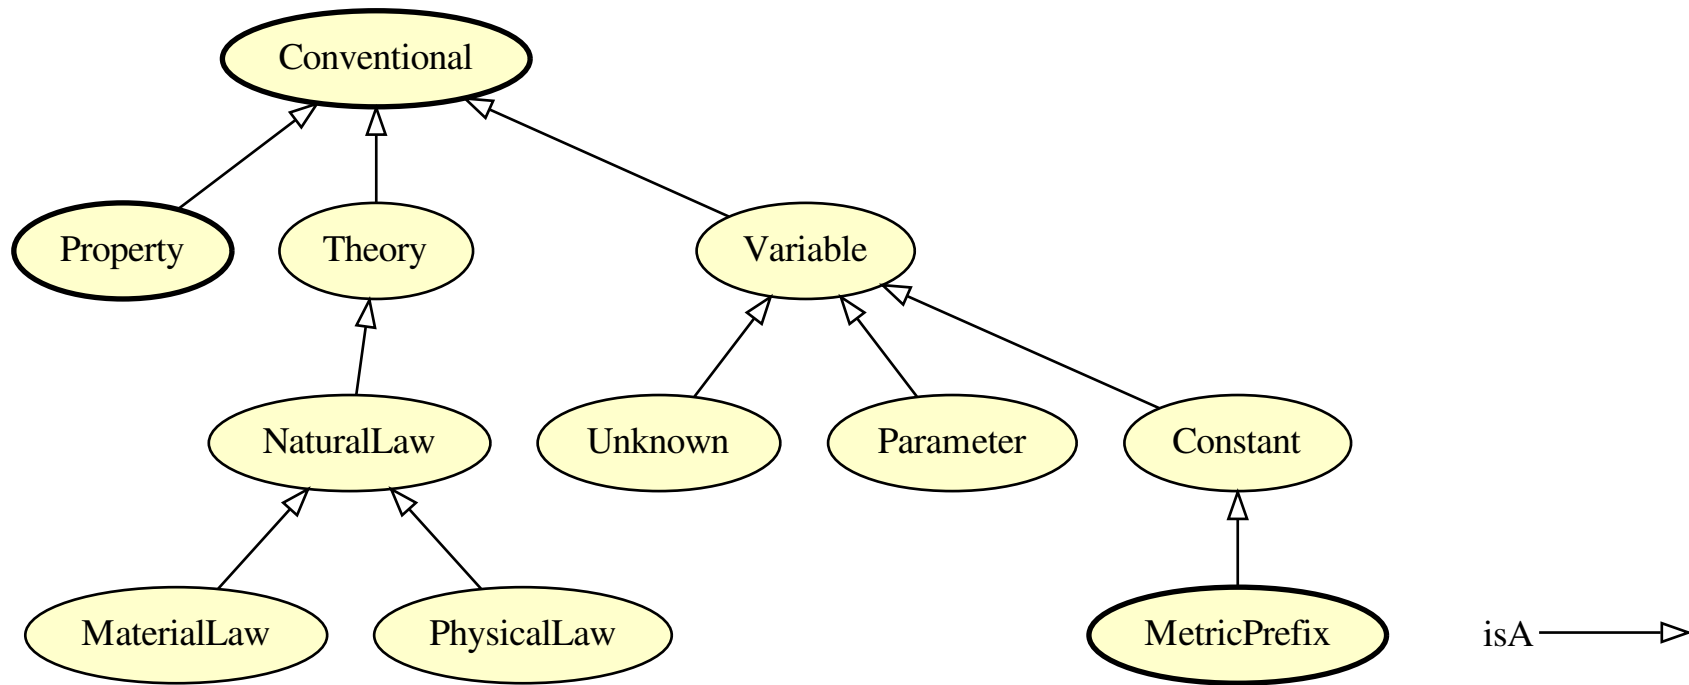 Conventional
Property
Theory
Variable
NaturalLaw
Unknown
Parameter
Constant
MaterialLaw
PhysicalLaw
MetricPrefix
isA